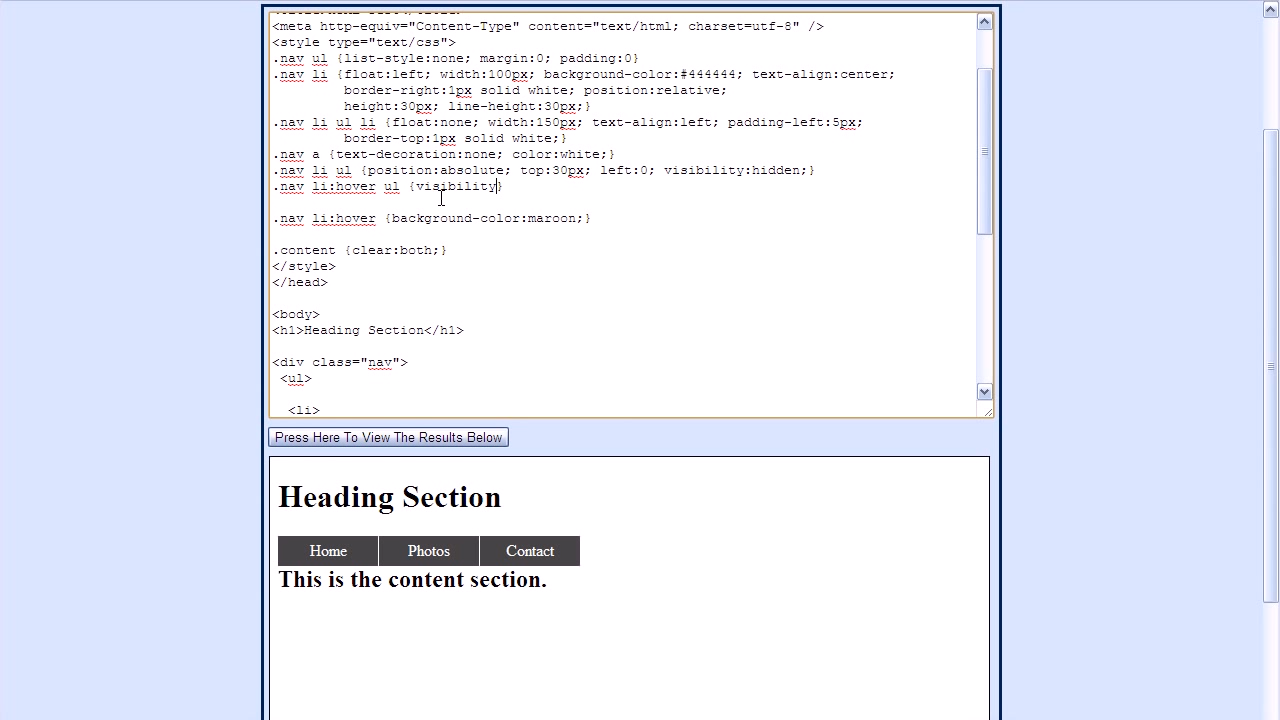 <meta http-equiv="Content-Type" content="text/html; charset=utf-8" />
<style type="text/css">
.nav ul {list-style:none; margin:0; padding:0}
.nav li {float:left; width:100px; background-color:#444444; text-align:center;
border-right:1px solid white; position:relative;
height:30px; line-height:30px;}
.nav li ul li {float:none; width:150px; text-align:left; padding-left:5px;
border-top:1px solid white;}
.nav a {text-decoration:none; color:white;}
.nav li ul {position:absolute; top:30px; left:0; visibility:hidden;}
.nav li:hover ul {visibility}
.nav li:hover {background-color:maroon;}
.content {clear:both;}
</style>
</head>
<body>
<h1>Heading Section</h1>
<div class="nav">
<ul>
<li>
Press Here To View The Results Below
Heading Section
Home Photos Contact
This is the content section.